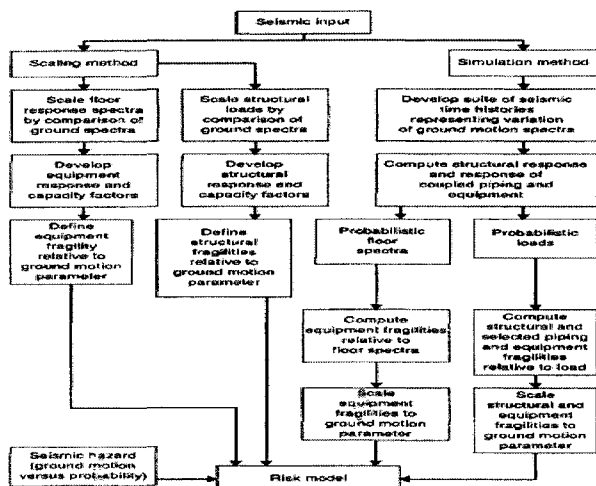 Seismic input
Scaling method
Simulation method
Scale floor
response spectra
by comparison of
ground spectra
Scale structural
loads by
comparison of
ground spectra
Develop suite of seismic
time histories
representing variation
of ground motion spectra
Develop
equipment
response and
capacity factors
Develop
structural
response and
capacity factors
Compute structural response
and response of
coupled piping and
equipment
Define
equipment
fragility
relative to
ground motion
parameter
Define
structural
fragilities
relative to
ground motion
parameter
Probabilistic
floor
spectra
Probabilistic
loads
Compute
equipment fragilities
relative to
floor spectra
Compute
structural and
selected piping
and equipment
fragilities
relative to load
Scale
equipment
fragilities to
ground motion
parameter
Scale
structural and
equipment
fragilities to
ground motion
parameter
Seismic hazard
(ground motion
versus probability)
Risk model